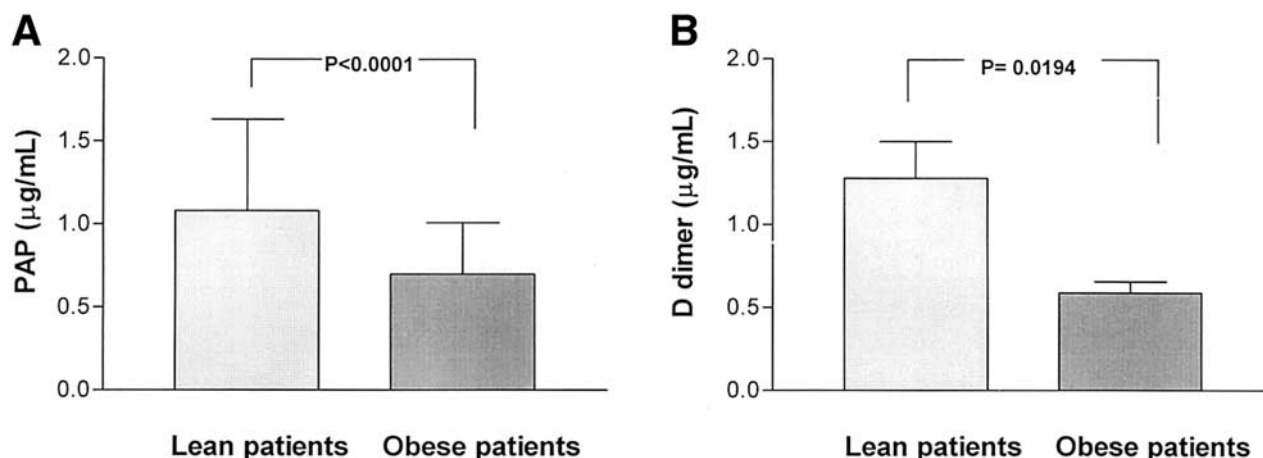 A
PAP (µg/mL)
2.0
1.5
1.0
0.5
0.0
P<0.0001
Lean patients Obese patients
B
D dimer (µg/mL)
2.0
1.5
1.0
0.5
0.0
P= 0.0194
Lean patients Obese patients